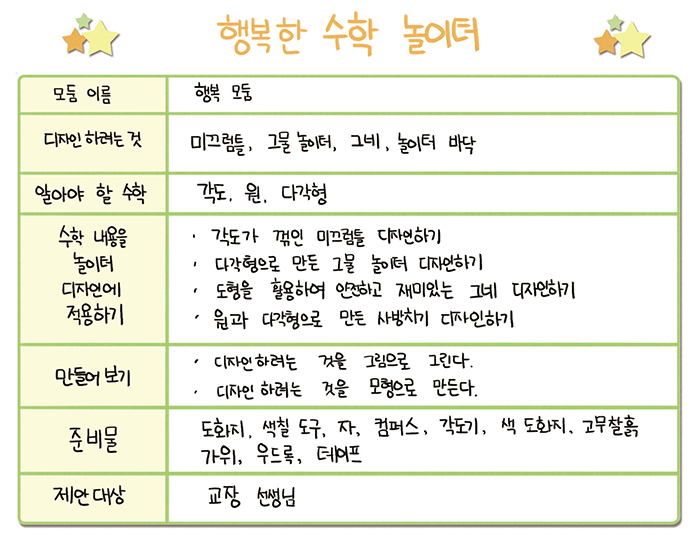 행복한 수학 놀이터
모둠 이름
행복 모둠
디자인하려는 것
미끄럼틀, 그물 놀이터, 그네, 놀이터 바닥
알아야 할 수학
각도, 원, 다각형
수학 내용을
놀이터
디자인에
적용하기
· 각도가 꺾인 미끄럼틀 디자인하기
· 다각형으로 만든 그물 놀이터 디자인하기
· 도형을 활용하여 안전하고 재미있는 그네 디자인하기
· 원과 다각형으로 만든 사방치기 디자인하기
만들어 보기
· 디자인하려는 것을 그림으로 그린다.
· 디자인하려는 것을 모형으로 만든다.
준비물
도화지, 색칠 도구, 자, 컴퍼스, 각도기, 색 도화지, 고무찰흙
가위, 우드록, 테이프
제안 대상
교장 선생님